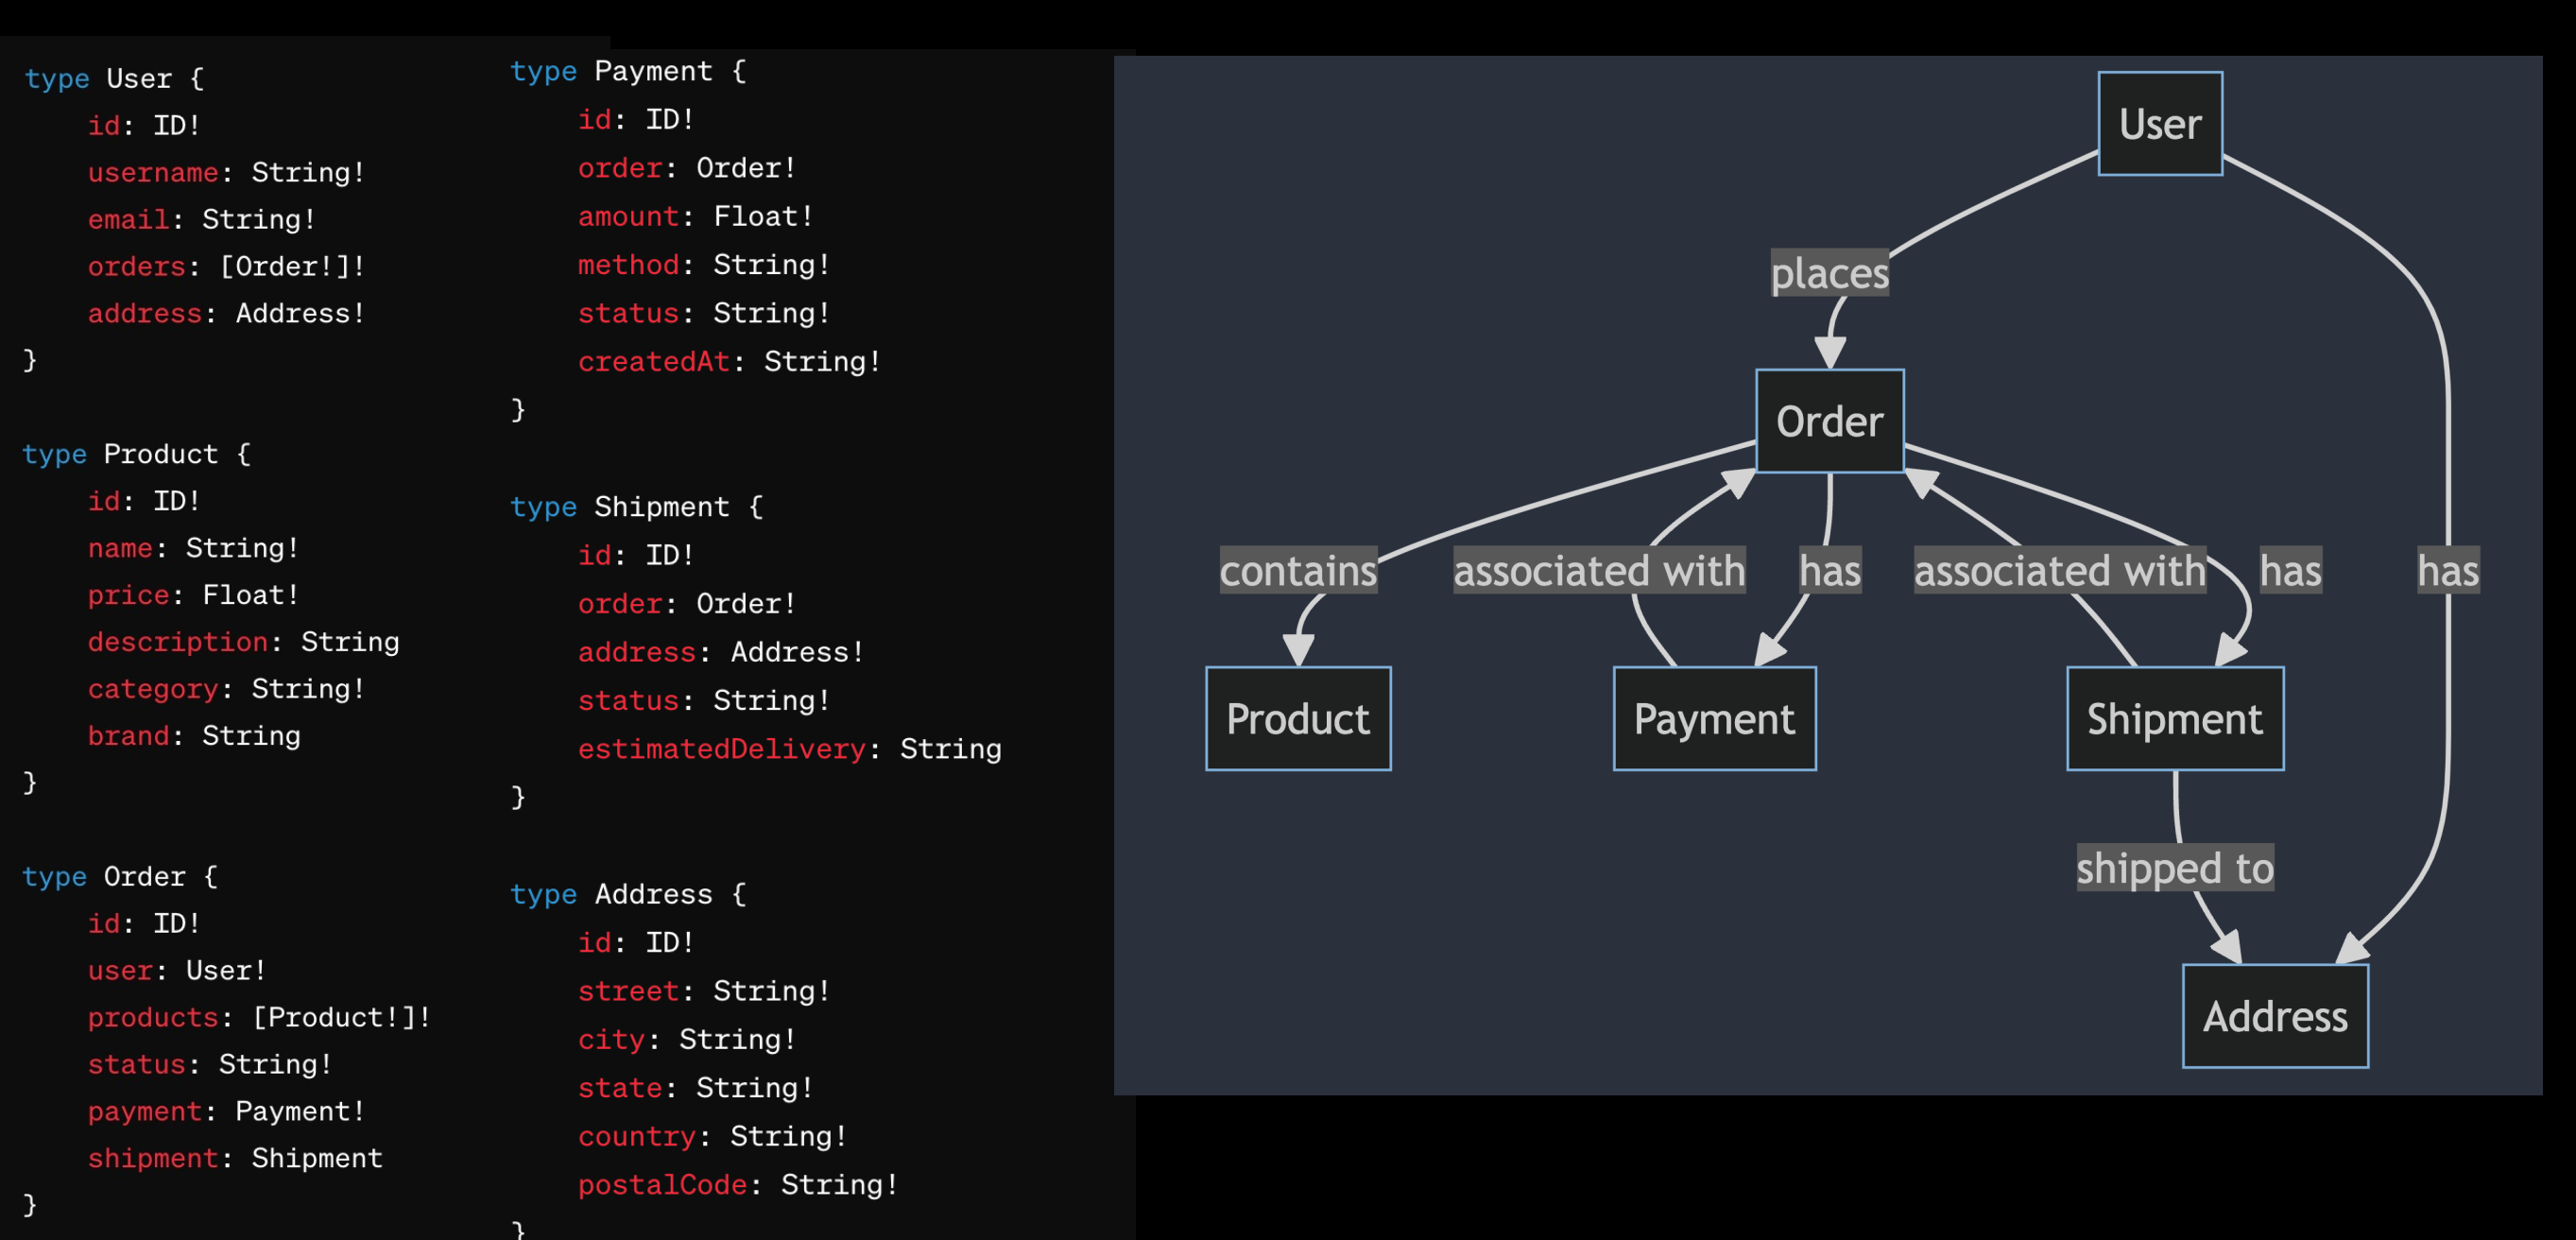 type User {
id: ID!
username: String!
email: String!
orders: [Order!]!
address: Address!
}
type Product {
id: ID!
name: String!
price: Float!
description: String
category: String!
brand: String
}
type Order {
id: ID!
user: User!
products: [Product!]!
status: String!
payment: Payment!
shipment: Shipment
}
type Payment {
id: ID!
order: Order!
amount: Float!
method: String!
status: String!
createdAt: String!
}
type Shipment {
id: ID!
order: Order!
address: Address!
status: String!
estimatedDelivery: String
}
type Address {
id: ID!
street: String!
city: String!
state: String!
country: String!
postalCode: String!
}
User
places
Order
contains
associated with
has
associated with
has
has
Product
Payment
Shipment
shipped to
Address